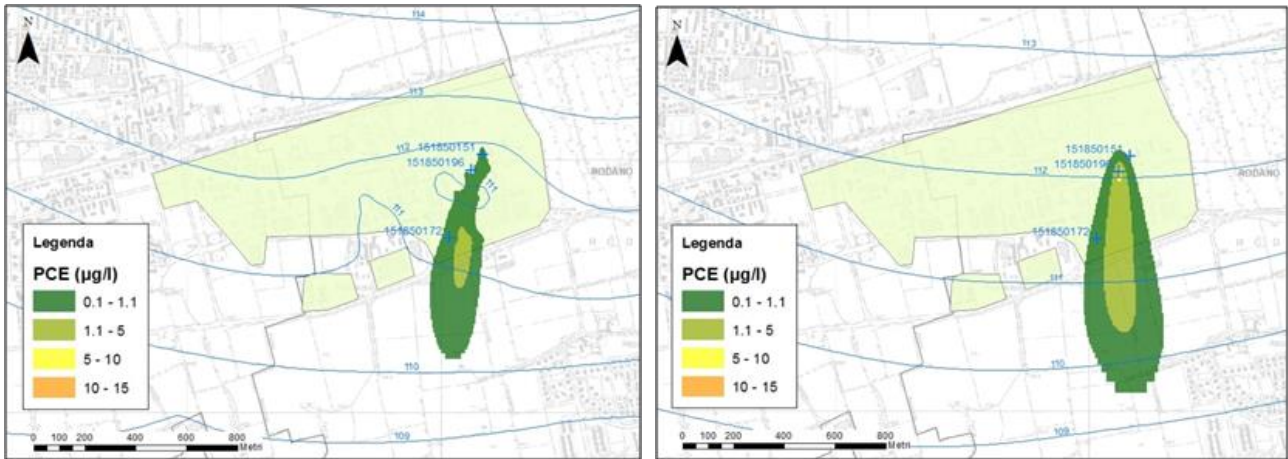 N
114
113
112
151850151
151850196
111
111
RODANO
151850172
Legenda
PCE (µg/l)
0.1 - 1.1
1.1 - 5
5 - 10
10 - 15
110
109
0 100 200 400 600 800
Metri
N
113
151850151
112
151850196
RODANO
151850172
111
Legenda
PCE (µg/l)
0.1 - 1.1
1.1 - 5
5 - 10
10 - 15
110
109
0 100 200 400 600 800
Metri